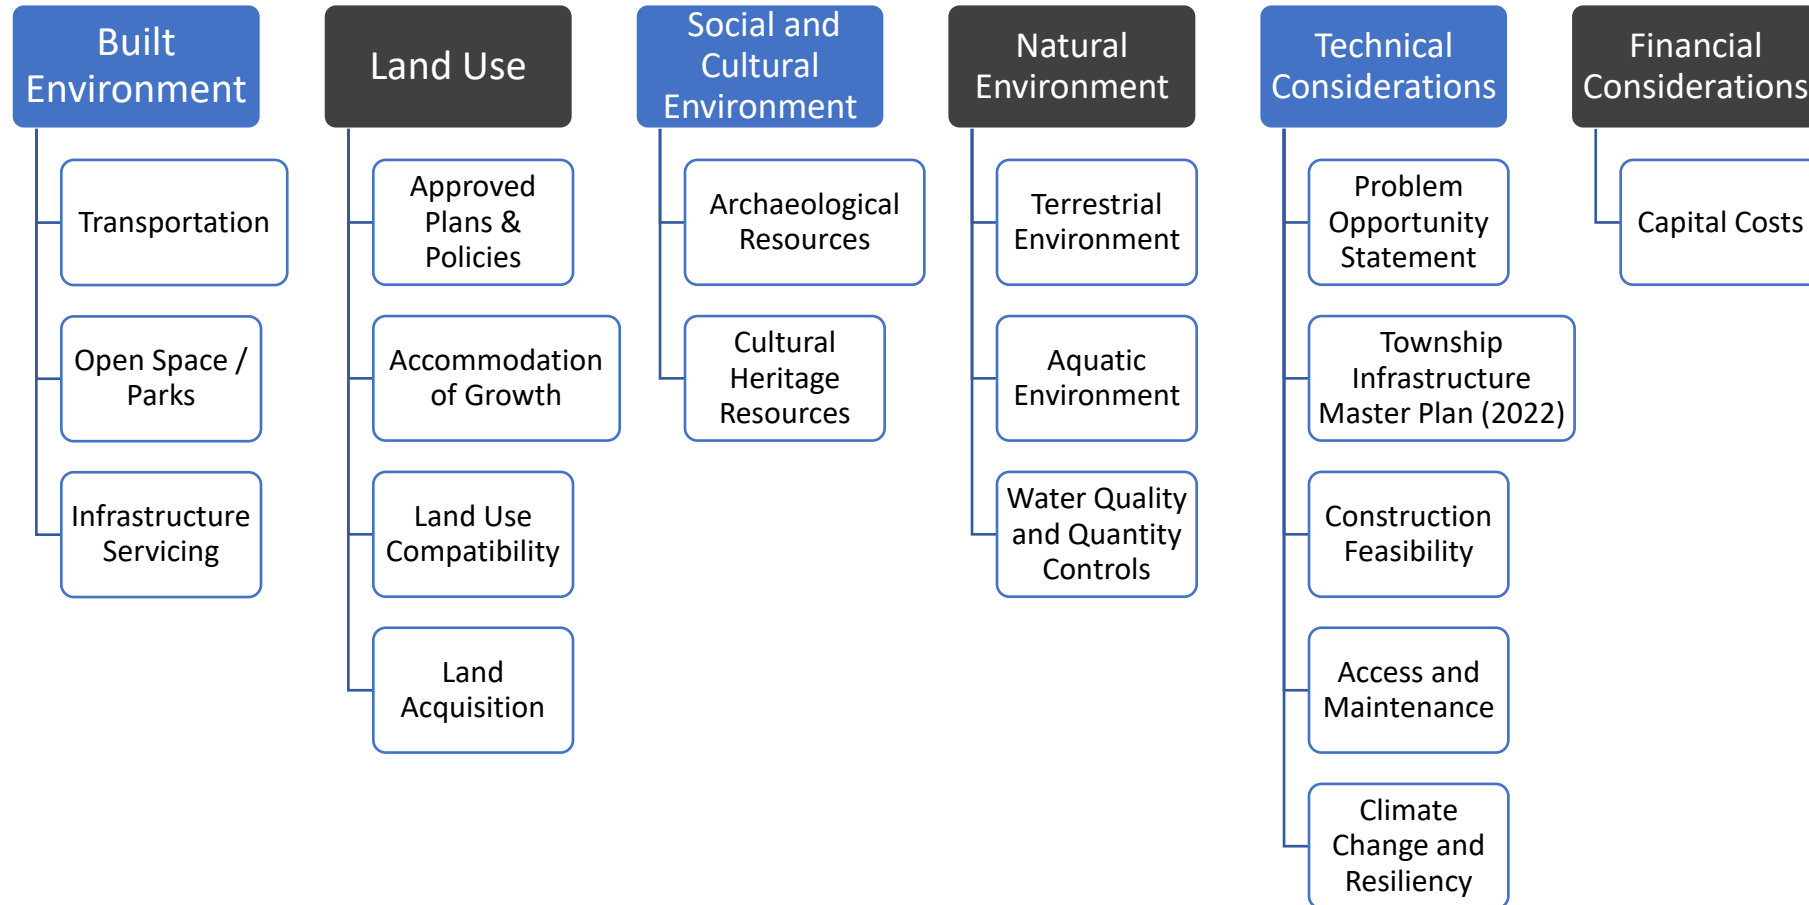 Built
Environment
Transportation
Open Space /
Parks
Infrastructure
Servicing
Land Use
Approved
Plans &
Policies
Accommodation
of Growth
Land Use
Compatibility
Land
Acquisition
Social and
Cultural
Environment
Archaeological
Resources
Cultural
Heritage
Resources
Natural
Environment
Terrestrial
Environment
Aquatic
Environment
Water Quality
and Quantity
Controls
Technical
Considerations
Problem
Opportunity
Statement
Township
Infrastructure
Master Plan (2022)
Construction
Feasibility
Access and
Maintenance
Climate
Change and
Resiliency
Financial
Considerations
Capital Costs